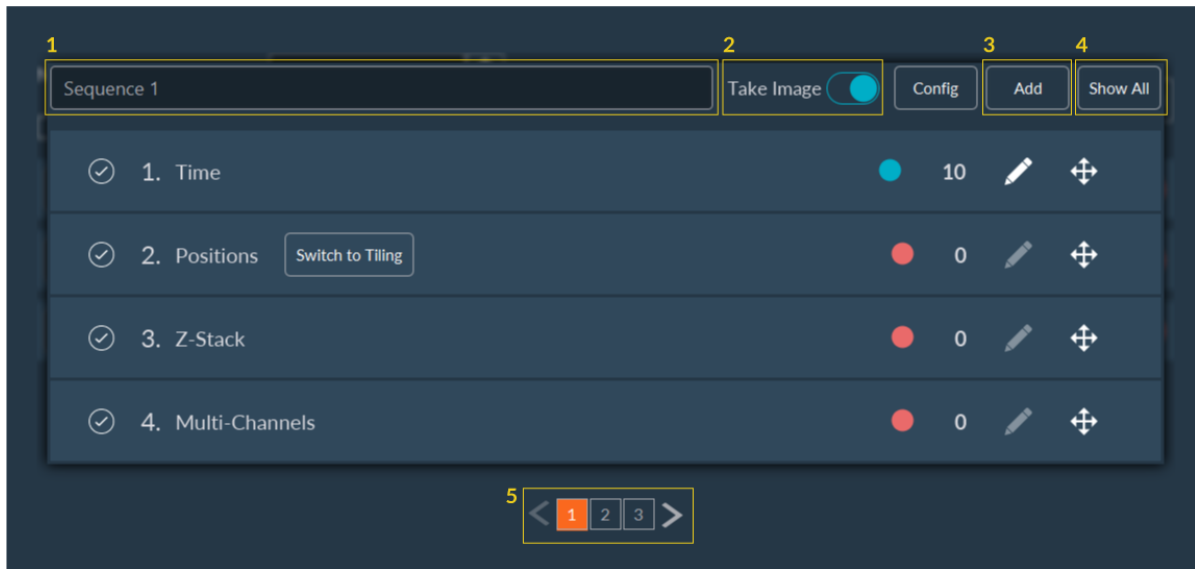 1 2 3 4
Sequence 1 Take Image Config Add Show All
1. Time 10
2. Positions Switch to Tiling 0
3. Z-Stack 0
4. Multi-Channels 0
5
1 2 3